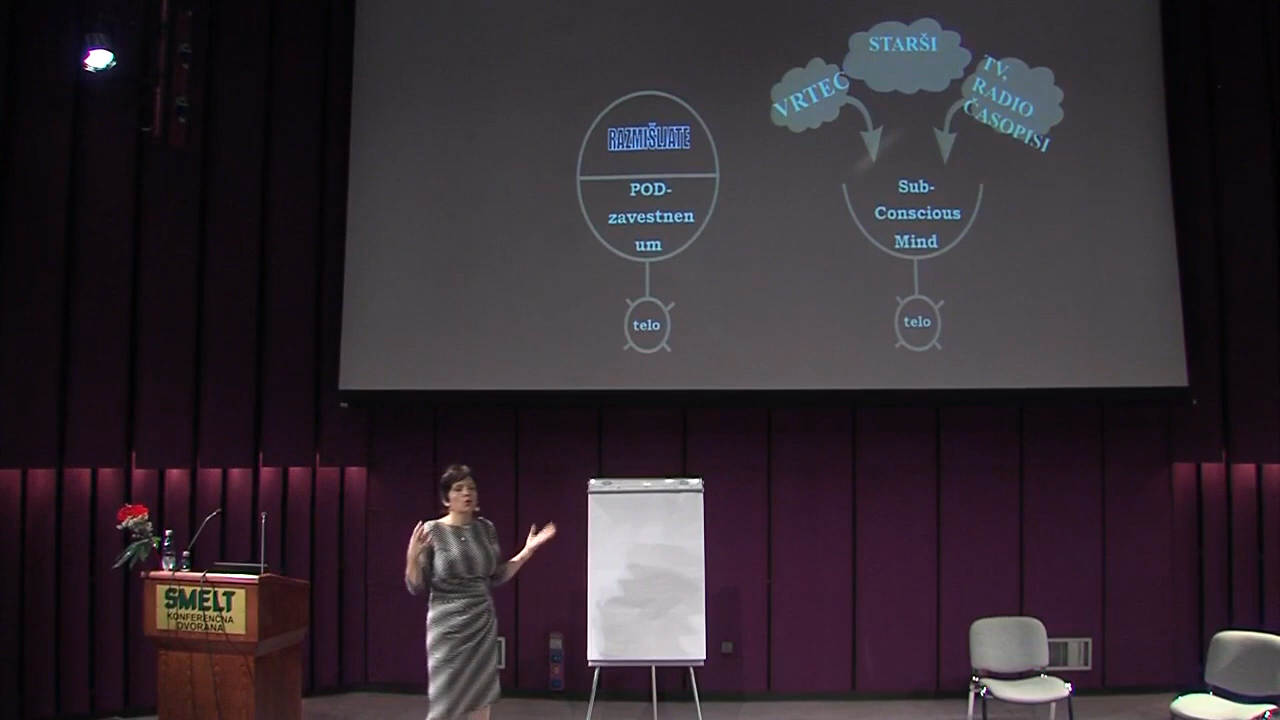 RAZMIŠLJATE
POD-
zavestnen
um
telo
VRTEC
STARŠI
TV,
RADIO
ČASOPISI
Sub-
Conscious
Mind
telo
SMELT
KONFERENČNA
DVORANA